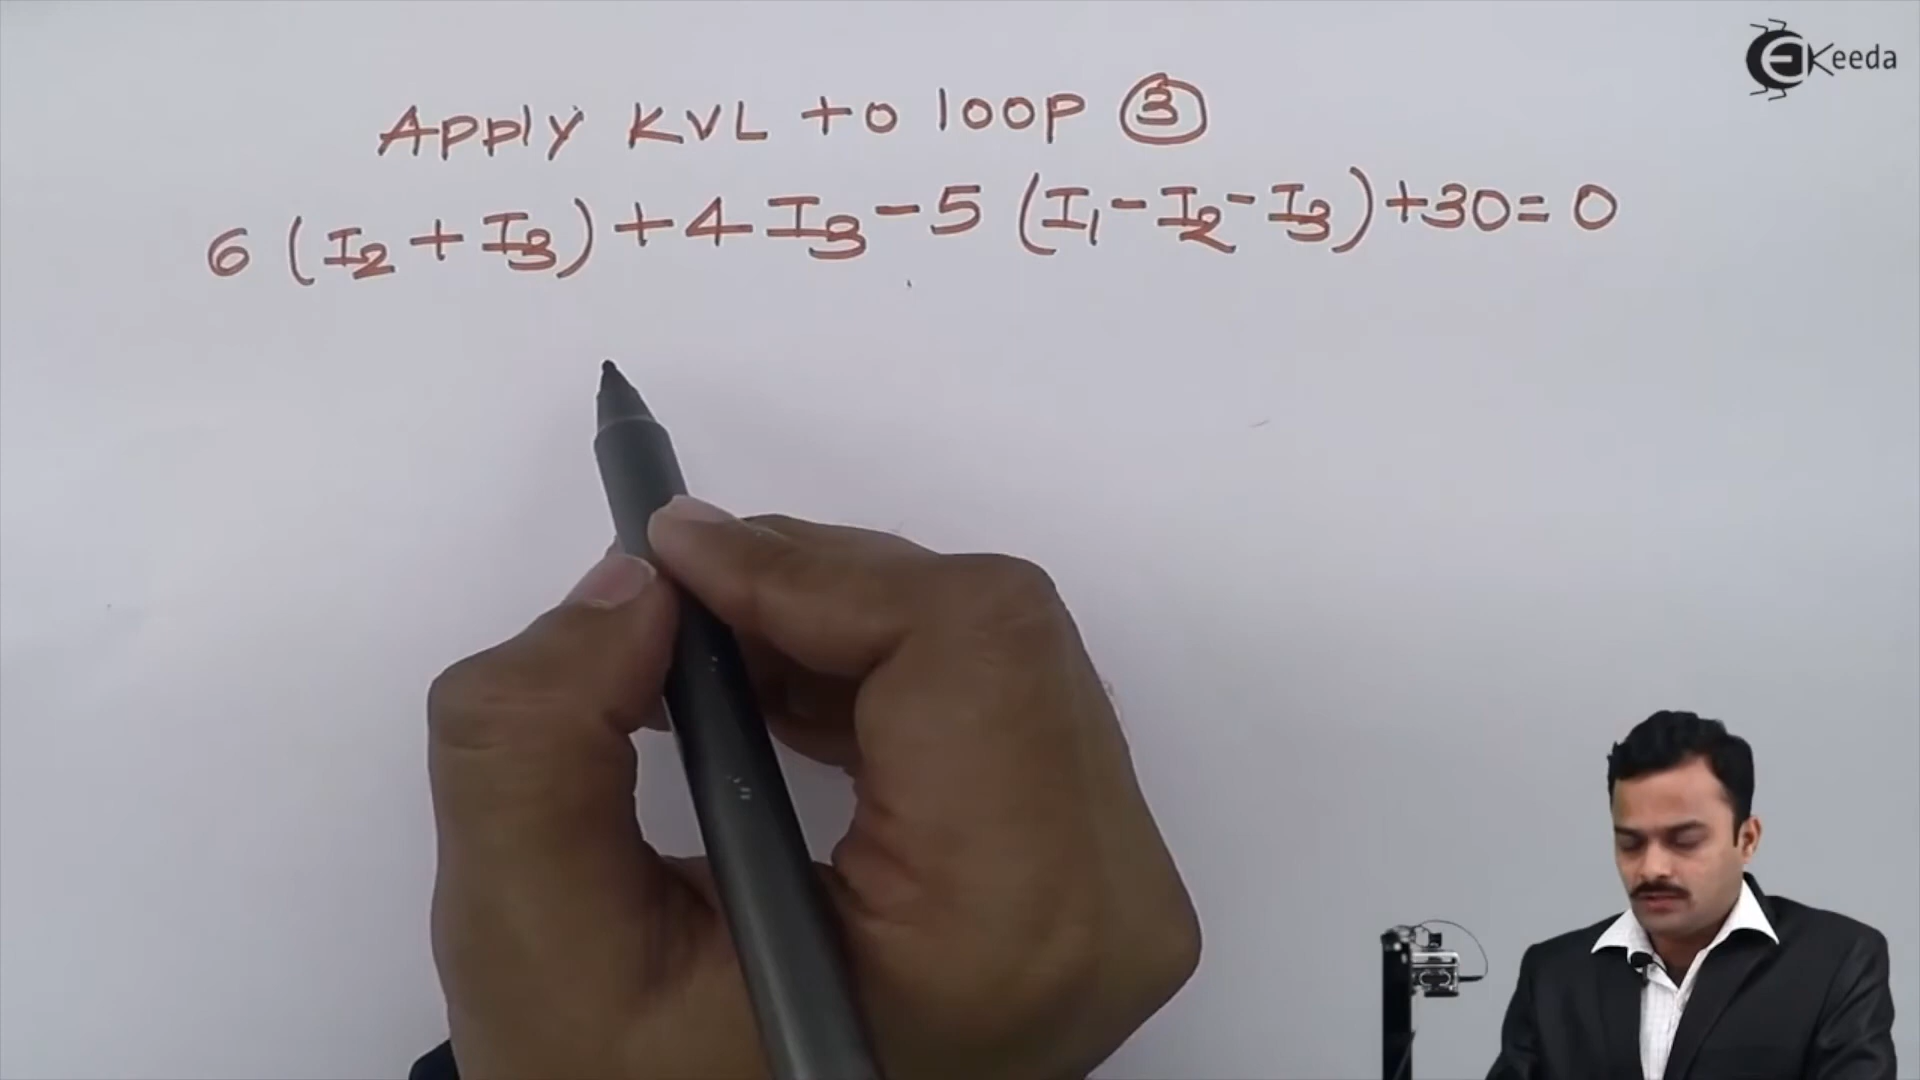 EKeeda
Apply KVL to loop ③
6 (I₂ + I₃) + 4 I₃ - 5 (I₁ - I₂ - I₃) + 30 = 0